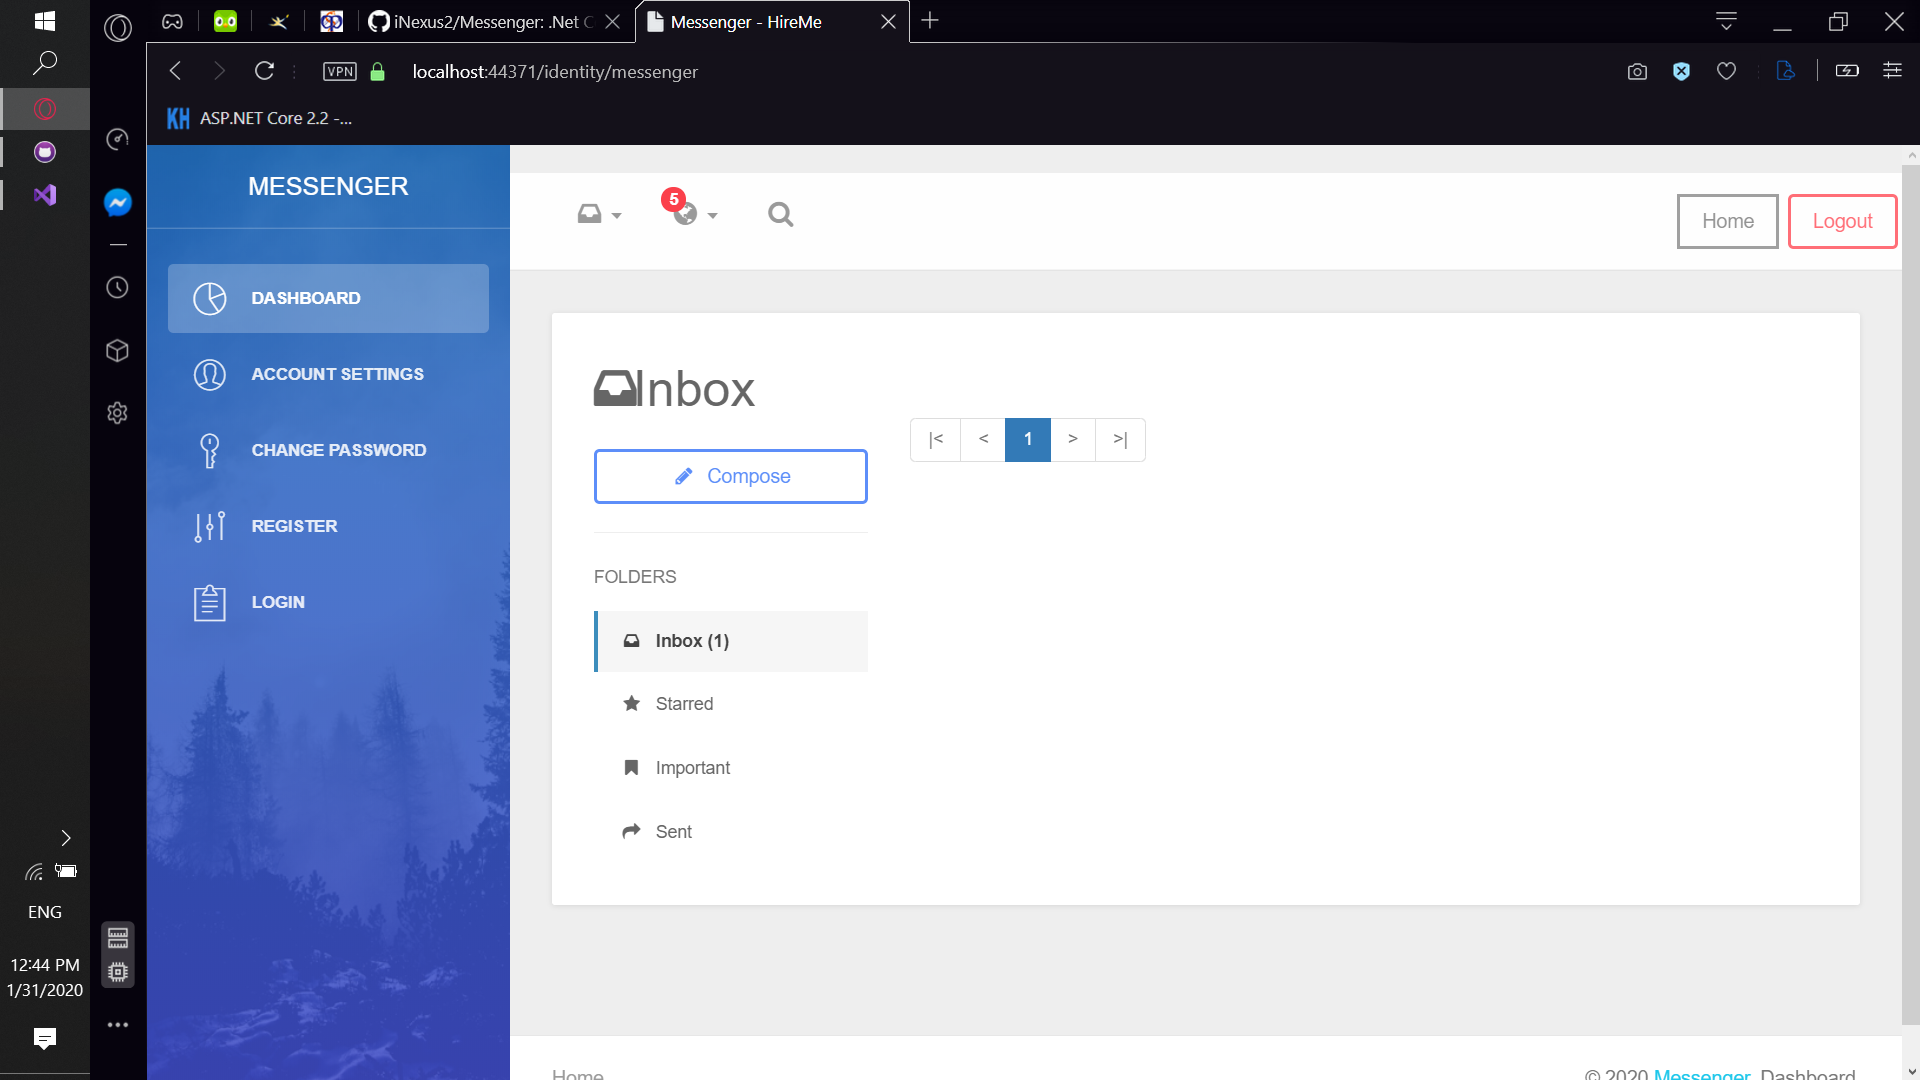 iNexus2/Messenger: .Net C
Messenger - HireMe
VPN
localhost:44371/identity/messenger
KH ASP.NET Core 2.2 -...
MESSENGER
5
Home
Logout
DASHBOARD
ACCOUNT SETTINGS
CHANGE PASSWORD
REGISTER
LOGIN
Inbox
|< < 1 > >|
Compose
FOLDERS
Inbox (1)
Starred
Important
Sent
Home
© 2020 Messenger, Dashboard
ENG
12:44 PM
1/31/2020